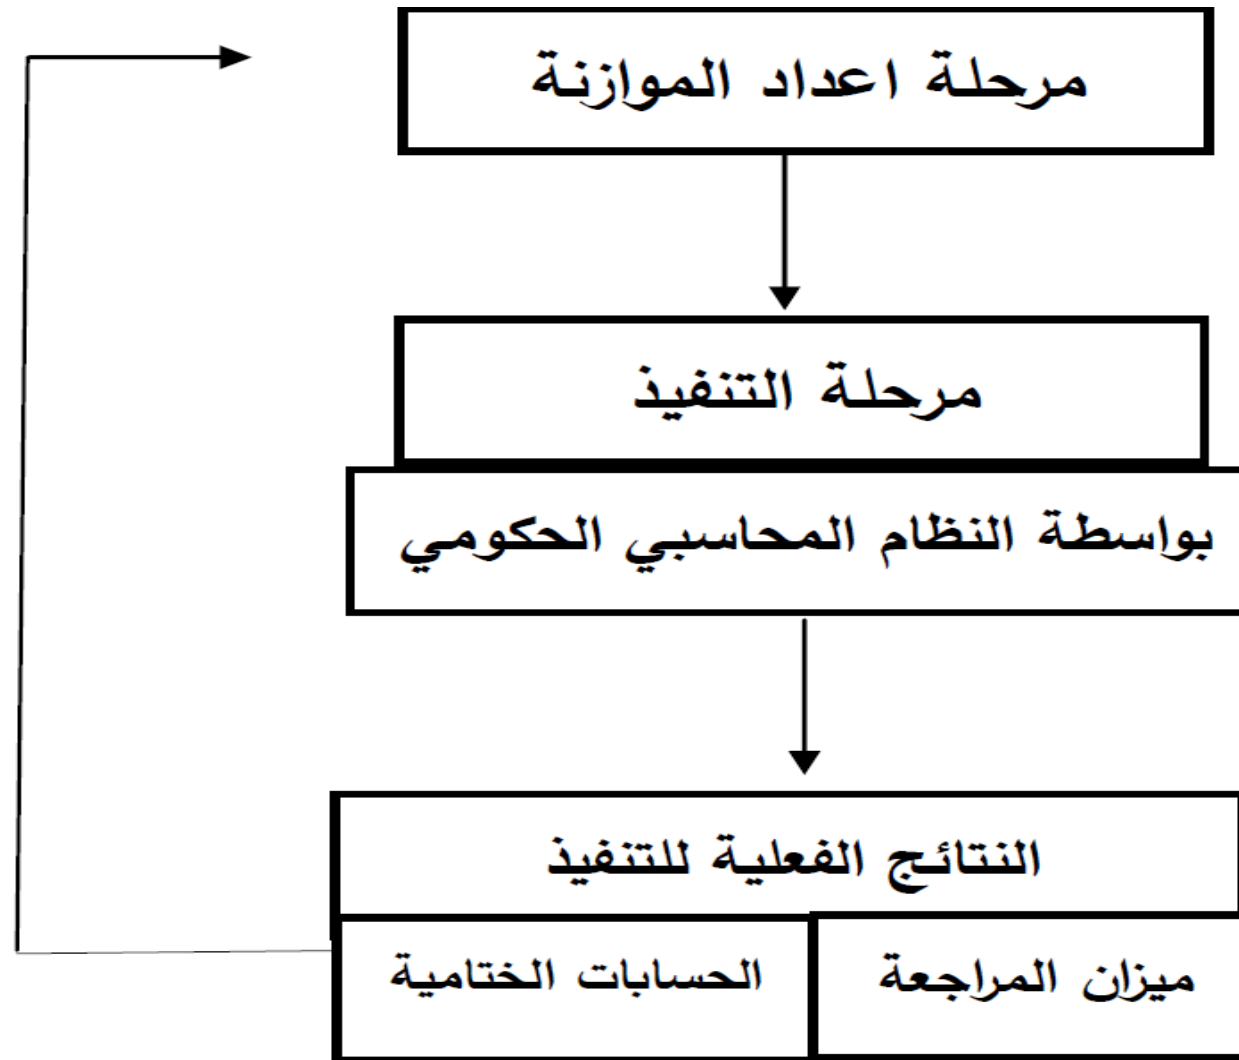 مرحلة اعداد الموازنة
مرحلة التنفيذ
بواسطة النظام المحاسبي الحكومي
النتائج الفعلية للتنفيذ
ميزان المراجعة
الحسابات الختامية